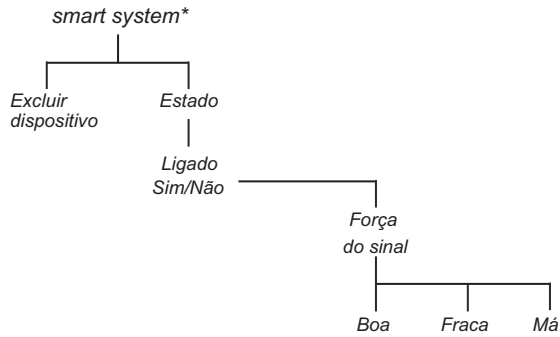 smart system*
Excluir
dispositivo
Estado
Ligado
Sim/Não
Força
do sinal
Boa
Fraca
Má